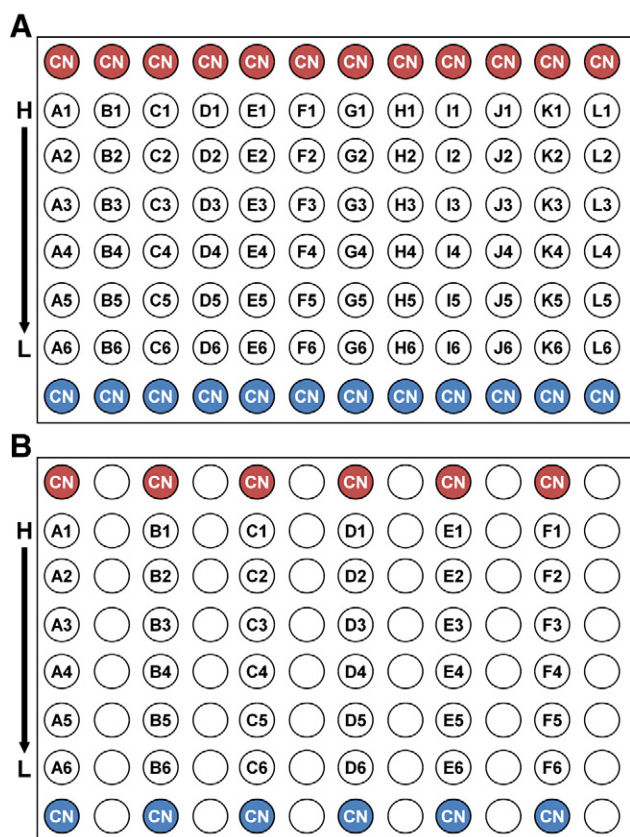 A
CN CN CN CN CN CN CN CN CN CN CN CN
H A1 B1 C1 D1 E1 F1 G1 H1 I1 J1 K1 L1
A2 B2 C2 D2 E2 F2 G2 H2 I2 J2 K2 L2
A3 B3 C3 D3 E3 F3 G3 H3 I3 J3 K3 L3
A4 B4 C4 D4 E4 F4 G4 H4 I4 J4 K4 L4
A5 B5 C5 D5 E5 F5 G5 H5 I5 J5 K5 L5
L A6 B6 C6 D6 E6 F6 G6 H6 I6 J6 K6 L6
CN CN CN CN CN CN CN CN CN CN CN CN
B
CN CN CN CN CN CN
H A1 B1 C1 D1 E1 F1
A2 B2 C2 D2 E2 F2
A3 B3 C3 D3 E3 F3
A4 B4 C4 D4 E4 F4
A5 B5 C5 D5 E5 F5
L A6 B6 C6 D6 E6 F6
CN CN CN CN CN CN